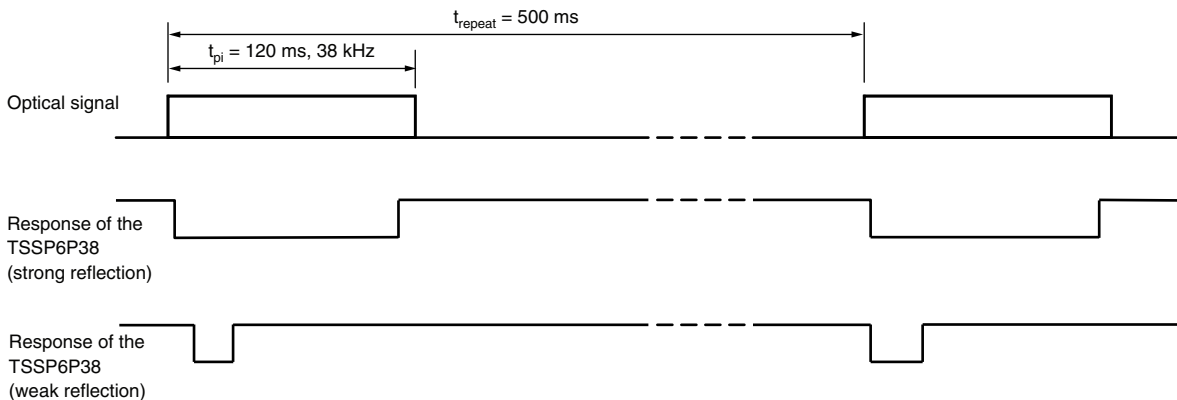 t_repeat = 500 ms
t_pi = 120 ms, 38 kHz
Optical signal
Response of the
TSSP6P38
(strong reflection)
Response of the
TSSP6P38
(weak reflection)